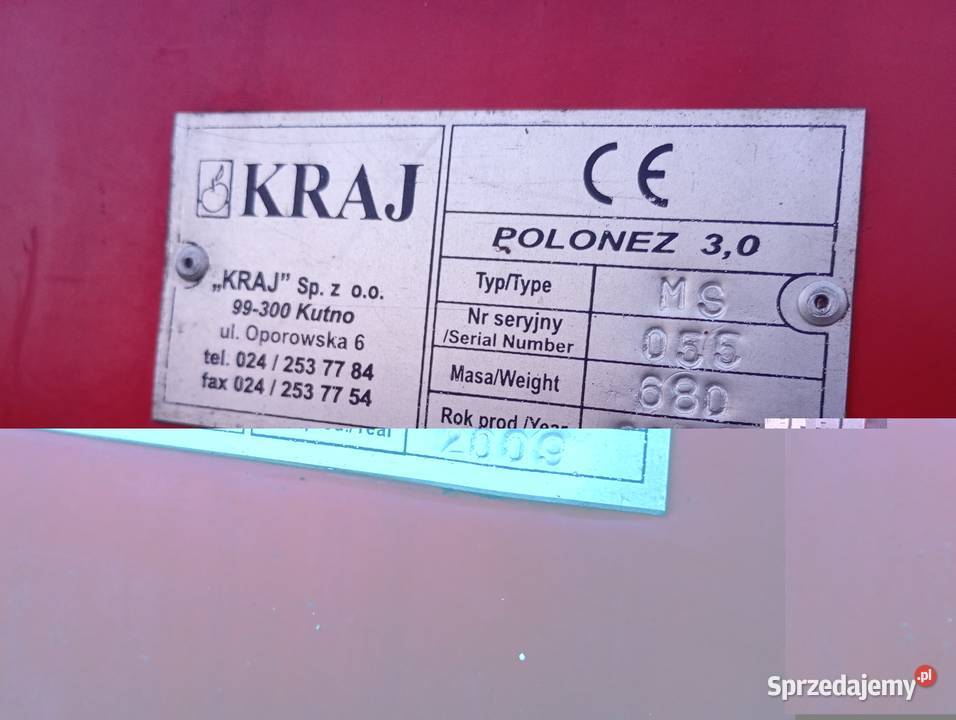 KRAJ
„KRAJ” Sp. z o.o.
99-300 Kutno
ul. Oporowska 6
tel. 024 / 253 77 84
fax 024 / 253 77 54
CE
POLONEZ 3,0
Typ/Type MS
Nr seryjny
/Serial Number 055
Masa/Weight 680
Rok prod./Year 2009
Sprzedajemy.pl